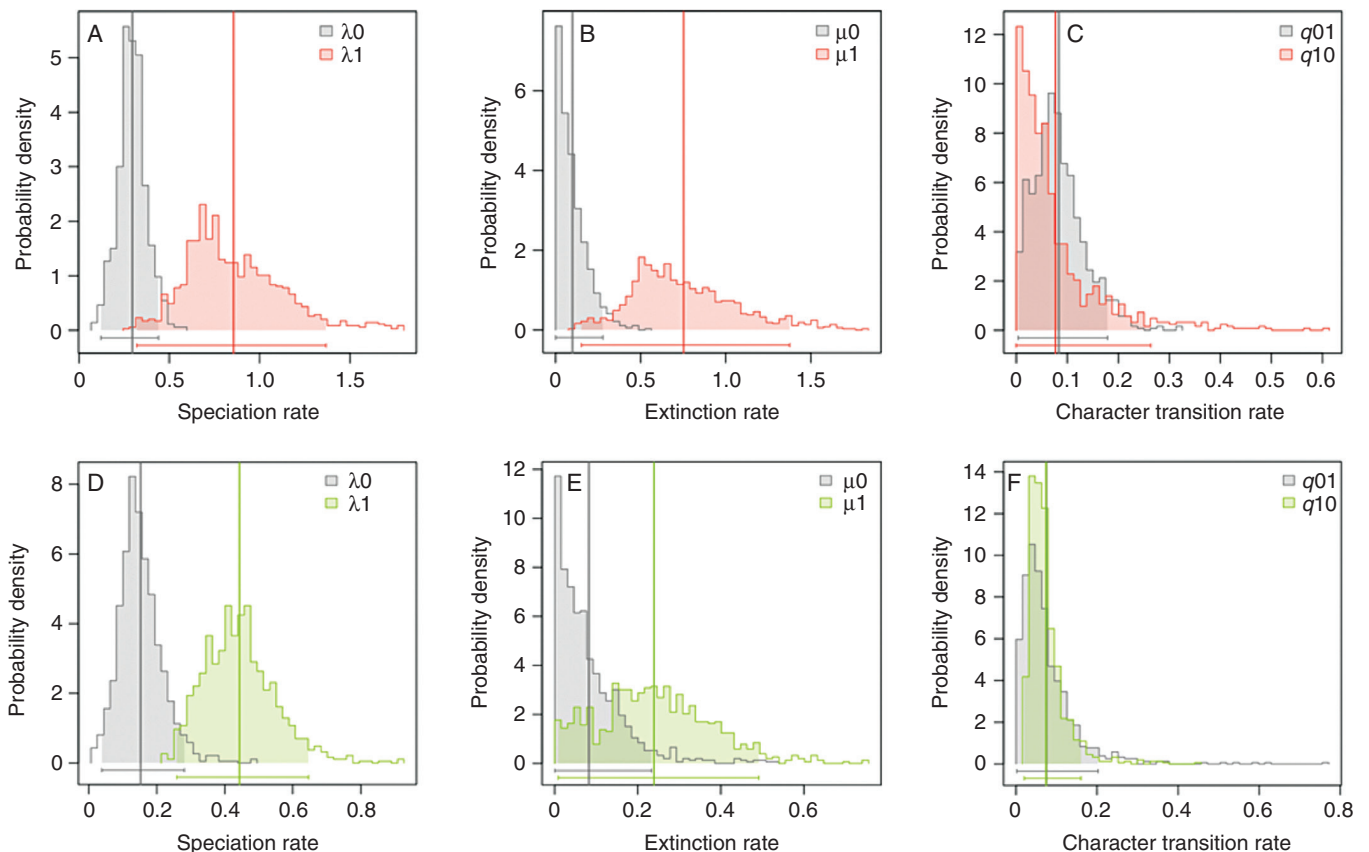 A
λ0
λ1
Probability density
5
4
3
2
1
0
0
0.5
1.0
1.5
Speciation rate
B
μ0
μ1
Probability density
6
4
2
0
0
0.5
1.0
1.5
Extinction rate
C
q01
q10
Probability density
12
10
8
6
4
2
0
0
0.1
0.2
0.3
0.4
0.5
0.6
Character transition rate
D
λ0
λ1
Probability density
8
6
4
2
0
0
0.2
0.4
0.6
0.8
Speciation rate
E
μ0
μ1
Probability density
12
10
8
6
4
2
0
0
0.2
0.4
0.6
Extinction rate
F
q01
q10
Probability density
14
12
10
8
6
4
2
0
0
0.2
0.4
0.6
0.8
Character transition rate